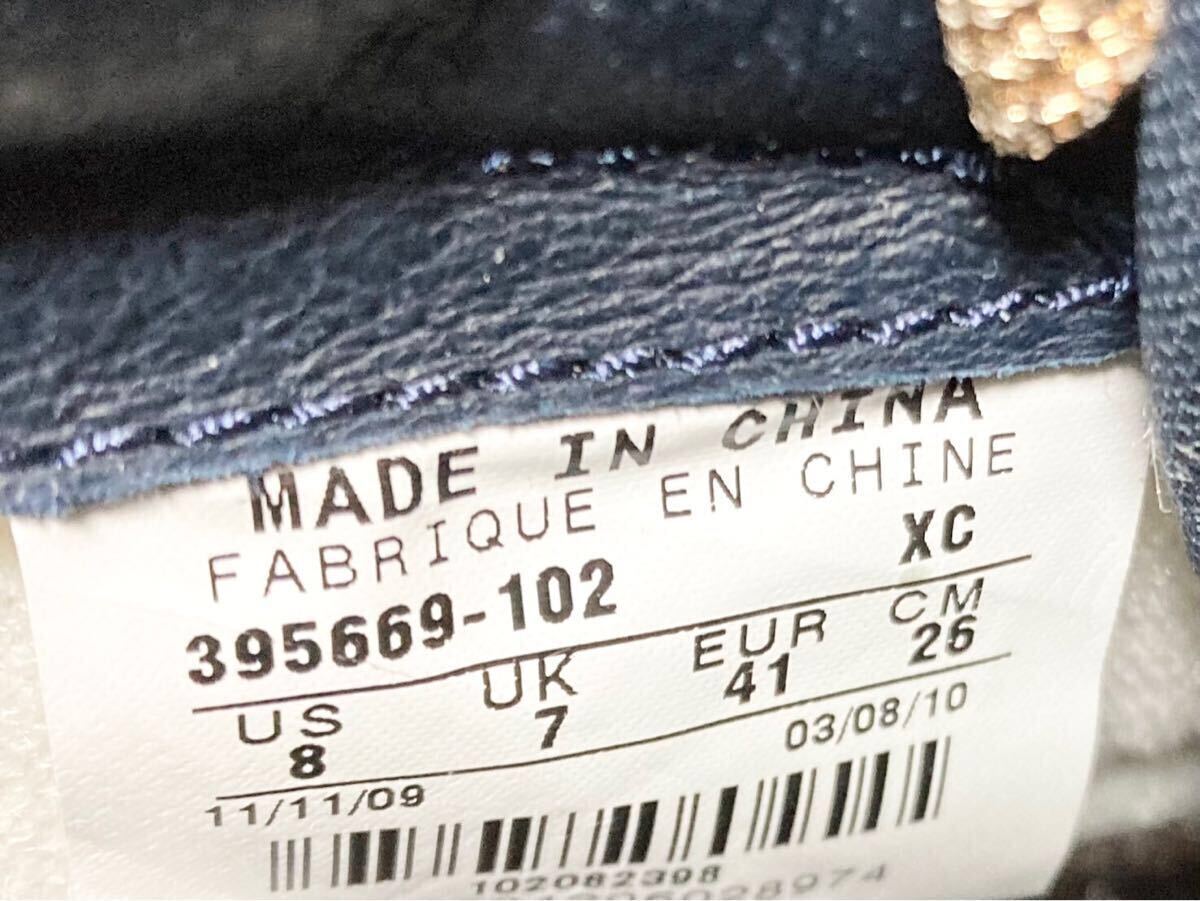 MADE IN CHINA
FABRIQUE EN CHINE
395669-102 XC
US UK EUR CM
8 7 41 26
11/11/09 03/08/10
102082398